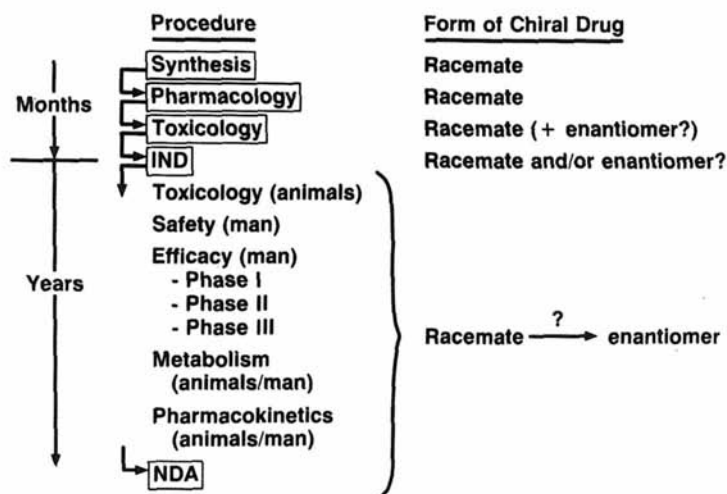 Procedure Form of Chiral Drug
Synthesis Racemate
Months Pharmacology Racemate
Toxicology Racemate (+ enantiomer?)
IND Racemate and/or enantiomer?
Toxicology (animals)
Safety (man)
Efficacy (man)
Years - Phase I
- Phase II
- Phase III
?
Racemate enantiomer
Metabolism
(animals/man)
Pharmacokinetics
(animals/man)
NDA